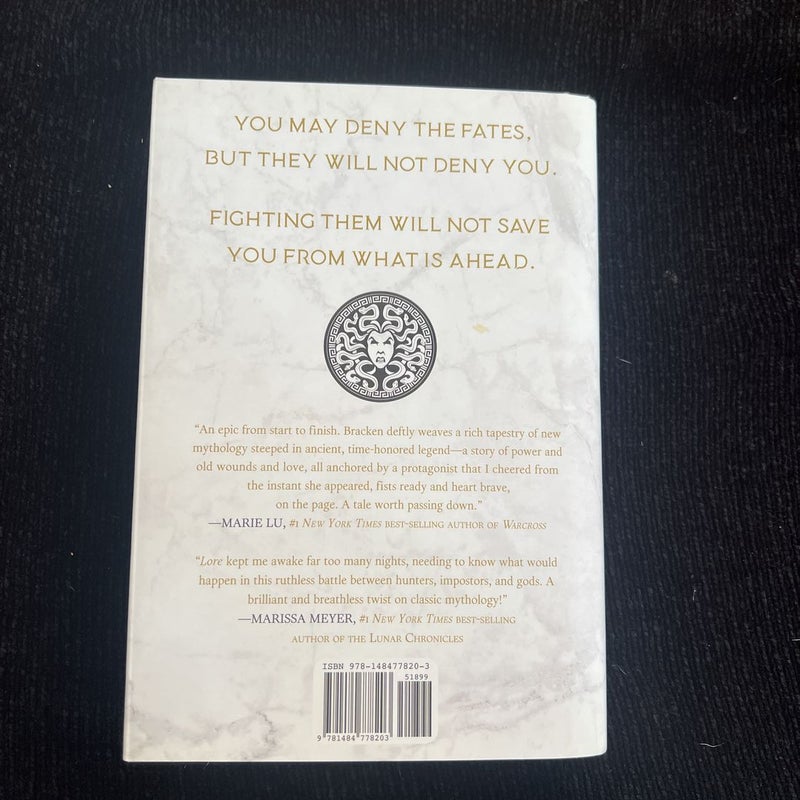 YOU MAY DENY THE FATES,
BUT THEY WILL NOT DENY YOU.
FIGHTING THEM WILL NOT SAVE
YOU FROM WHAT IS AHEAD.
“An epic from start to finish. Bracken deftly weaves a rich tapestry of new
mythology steeped in ancient, time-honored legend—a story of power and
old wounds and love, all anchored by a protagonist that I cheered from
the instant she appeared, fists ready and heart brave,
on the page. A tale worth passing down.”
—MARIE LU, #1 NEW YORK TIMES BEST-SELLING AUTHOR OF WARCROSS
“Lore kept me awake far too many nights, needing to know what would
happen in this ruthless battle between hunters, impostors, and gods. A
brilliant and breathless twist on classic mythology!”
—MARISSA MEYER, #1 NEW YORK TIMES BEST-SELLING
AUTHOR OF THE LUNAR CHRONICLES
ISBN 978-148477820-3
51899
9 781484 778203